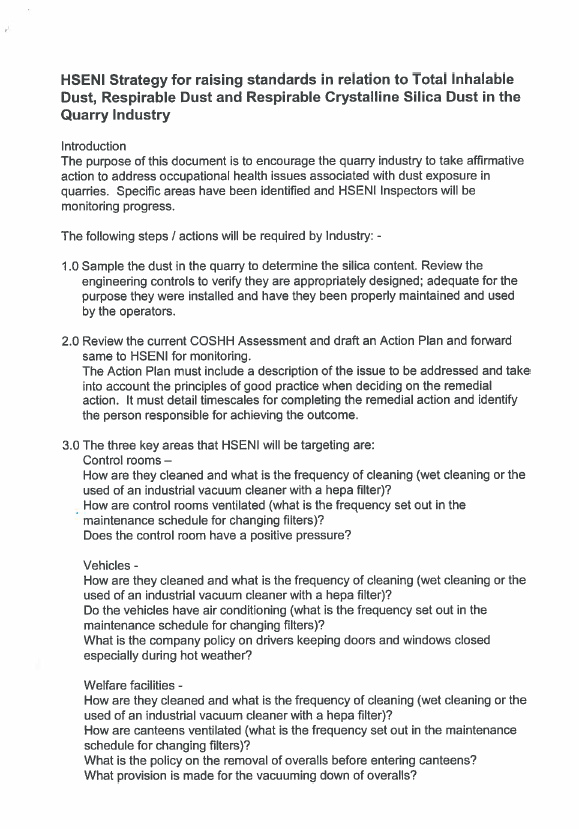 HSENI Strategy for raising standards in relation to Total Inhalable
Dust, Respirable Dust and Respirable Crystalline Silica Dust in the
Quarry Industry
Introduction
The purpose of this document is to encourage the quarry industry to take affirmative
action to address occupational health issues associated with dust exposure in
quarries. Specific areas have been identified and HSENI Inspectors will be
monitoring progress.
The following steps / actions will be required by Industry: -
1.0 Sample the dust in the quarry to determine the silica content. Review the
engineering controls to verify they are appropriately designed; adequate for the
purpose they were installed and have they been properly maintained and used
by the operators.
2.0 Review the current COSHH Assessment and draft an Action Plan and forward
same to HSENI for monitoring.
The Action Plan must include a description of the issue to be addressed and take
into account the principles of good practice when deciding on the remedial
action. It must detail timescales for completing the remedial action and identify
the person responsible for achieving the outcome.
3.0 The three key areas that HSENI will be targeting are:
Control rooms –
How are they cleaned and what is the frequency of cleaning (wet cleaning or the
used of an industrial vacuum cleaner with a hepa filter)?
How are control rooms ventilated (what is the frequency set out in the
maintenance schedule for changing filters)?
Does the control room have a positive pressure?
Vehicles -
How are they cleaned and what is the frequency of cleaning (wet cleaning or the
used of an industrial vacuum cleaner with a hepa filter)?
Do the vehicles have air conditioning (what is the frequency set out in the
maintenance schedule for changing filters)?
What is the company policy on drivers keeping doors and windows closed
especially during hot weather?
Welfare facilities -
How are they cleaned and what is the frequency of cleaning (wet cleaning or the
used of an industrial vacuum cleaner with a hepa filter)?
How are canteens ventilated (what is the frequency set out in the maintenance
schedule for changing filters)?
What is the policy on the removal of overalls before entering canteens?
What provision is made for the vacuuming down of overalls?